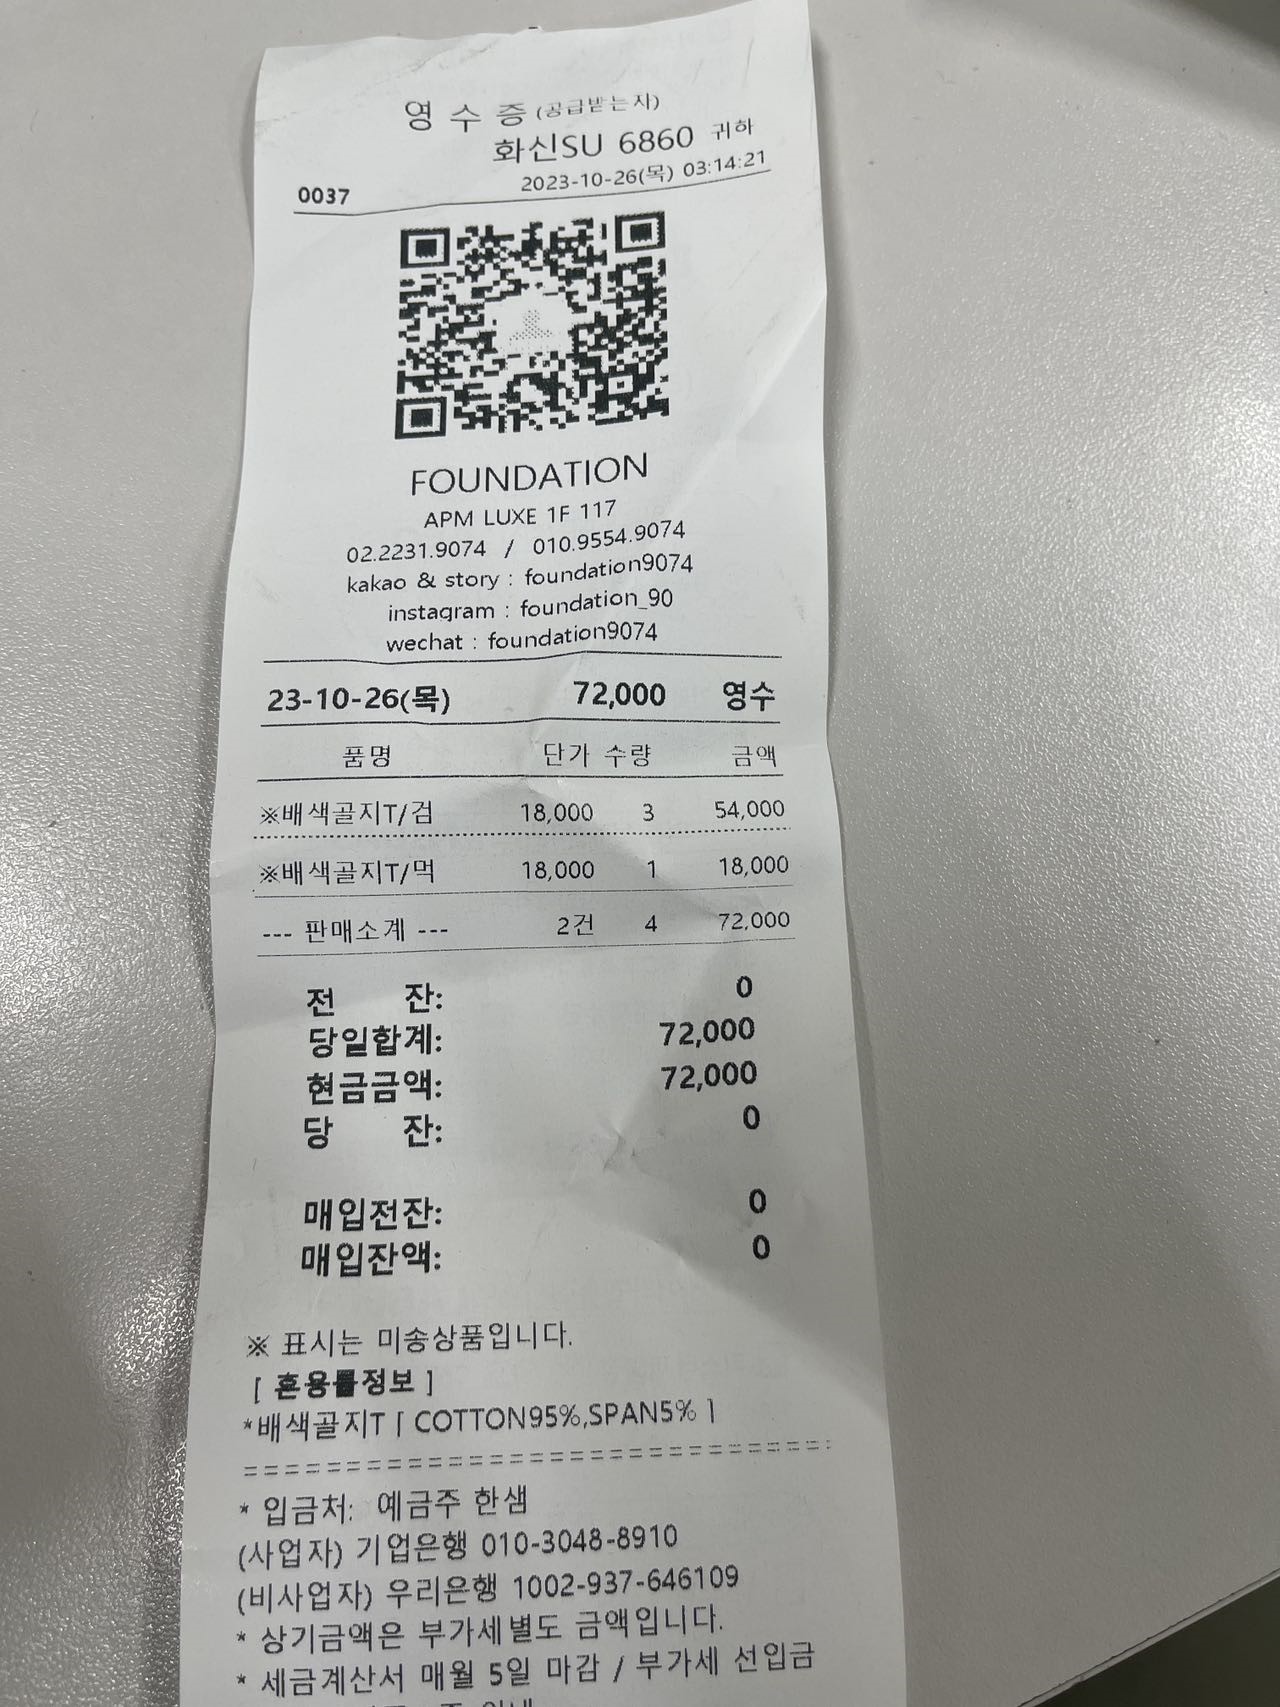 영 수 증 (공급받는자)
화신SU 6860 귀하
0037 2023-10-26(목) 03:14:21
FOUNDATION
APM LUXE 1F 117
02.2231.9074 / 010.9554.9074
kakao & story : foundation9074
instagram : foundation_90
wechat : foundation9074
23-10-26(목) 72,000 영수
품명 단가 수량 금액
※배색골지T/검 18,000 3 54,000
※배색골지T/먹 18,000 1 18,000
--- 판매소계 --- 2건 4 72,000
전 잔: 0
당일합계: 72,000
현금금액: 72,000
당 잔: 0
매입전잔: 0
매입잔액: 0
※ 표시는 미송상품입니다.
[ 혼용률정보 ]
*배색골지T [ COTTON95%,SPAN5% ]
* 입금처: 예금주 한샘
(사업자) 기업은행 010-3048-8910
(비사업자) 우리은행 1002-937-646109
* 상기금액은 부가세별도 금액입니다.
* 세금계산서 매월 5일 마감 / 부가세 선입금